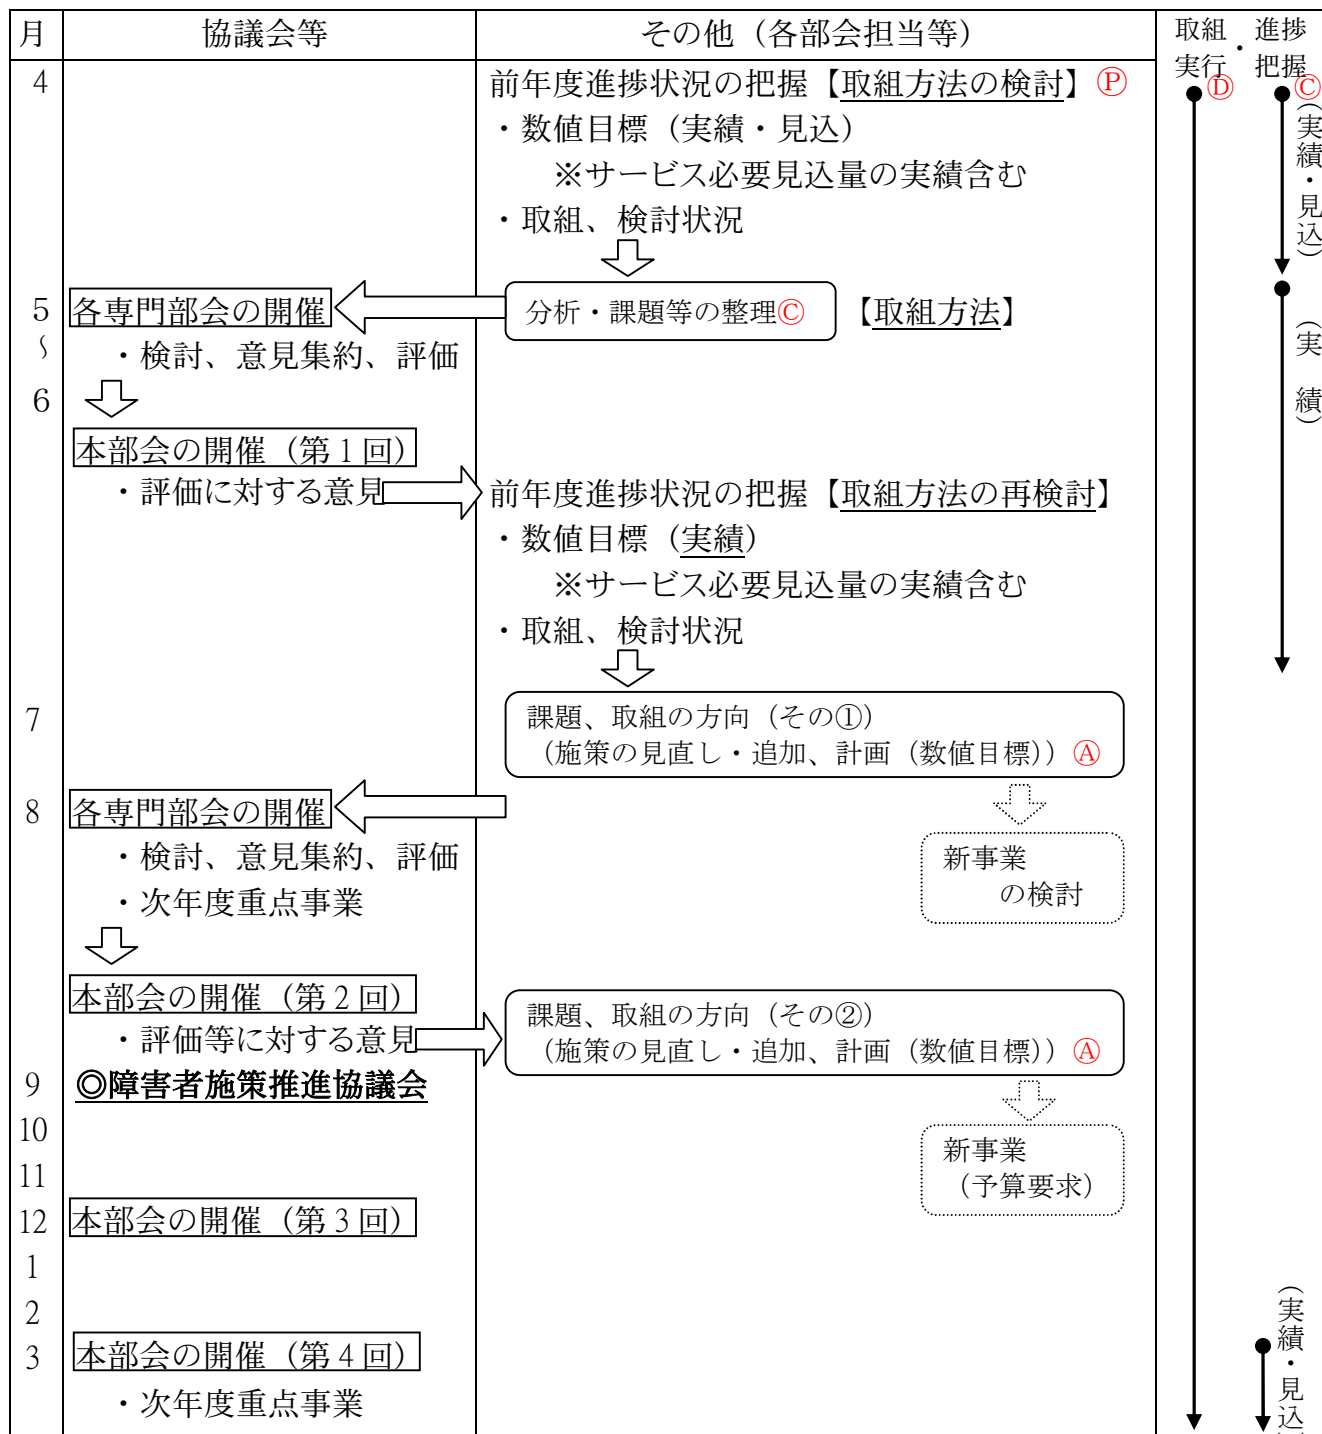 月 協議会等 その他（各部会担当等） 取組実行・進捗把握
4 前年度進捗状況の把握【取組方法の検討】Ⓟ Ⓓ Ⓒ
・数値目標（実績・見込）
※サービス必要見込量の実績含む
・取組、検討状況
（実績・見込）
5 各専門部会の開催 分析・課題等の整理Ⓒ 【取組方法】
～ ・検討、意見集約、評価
（実　績）
6
本部会の開催（第１回）
・評価に対する意見 前年度進捗状況の把握【取組方法の再検討】
・数値目標（実績）
※サービス必要見込量の実績含む
・取組、検討状況
7 課題、取組の方向（その①）
（施策の見直し・追加、計画（数値目標））Ⓐ
8 各専門部会の開催
・検討、意見集約、評価 新事業
・次年度重点事業 の検討
本部会の開催（第２回） 課題、取組の方向（その②）
・評価等に対する意見 （施策の見直し・追加、計画（数値目標））Ⓐ
9 ◎障害者施策推進協議会
10 新事業
11 （予算要求）
12 本部会の開催（第３回）
1
2
（実績・見込
3 本部会の開催（第４回）
・次年度重点事業